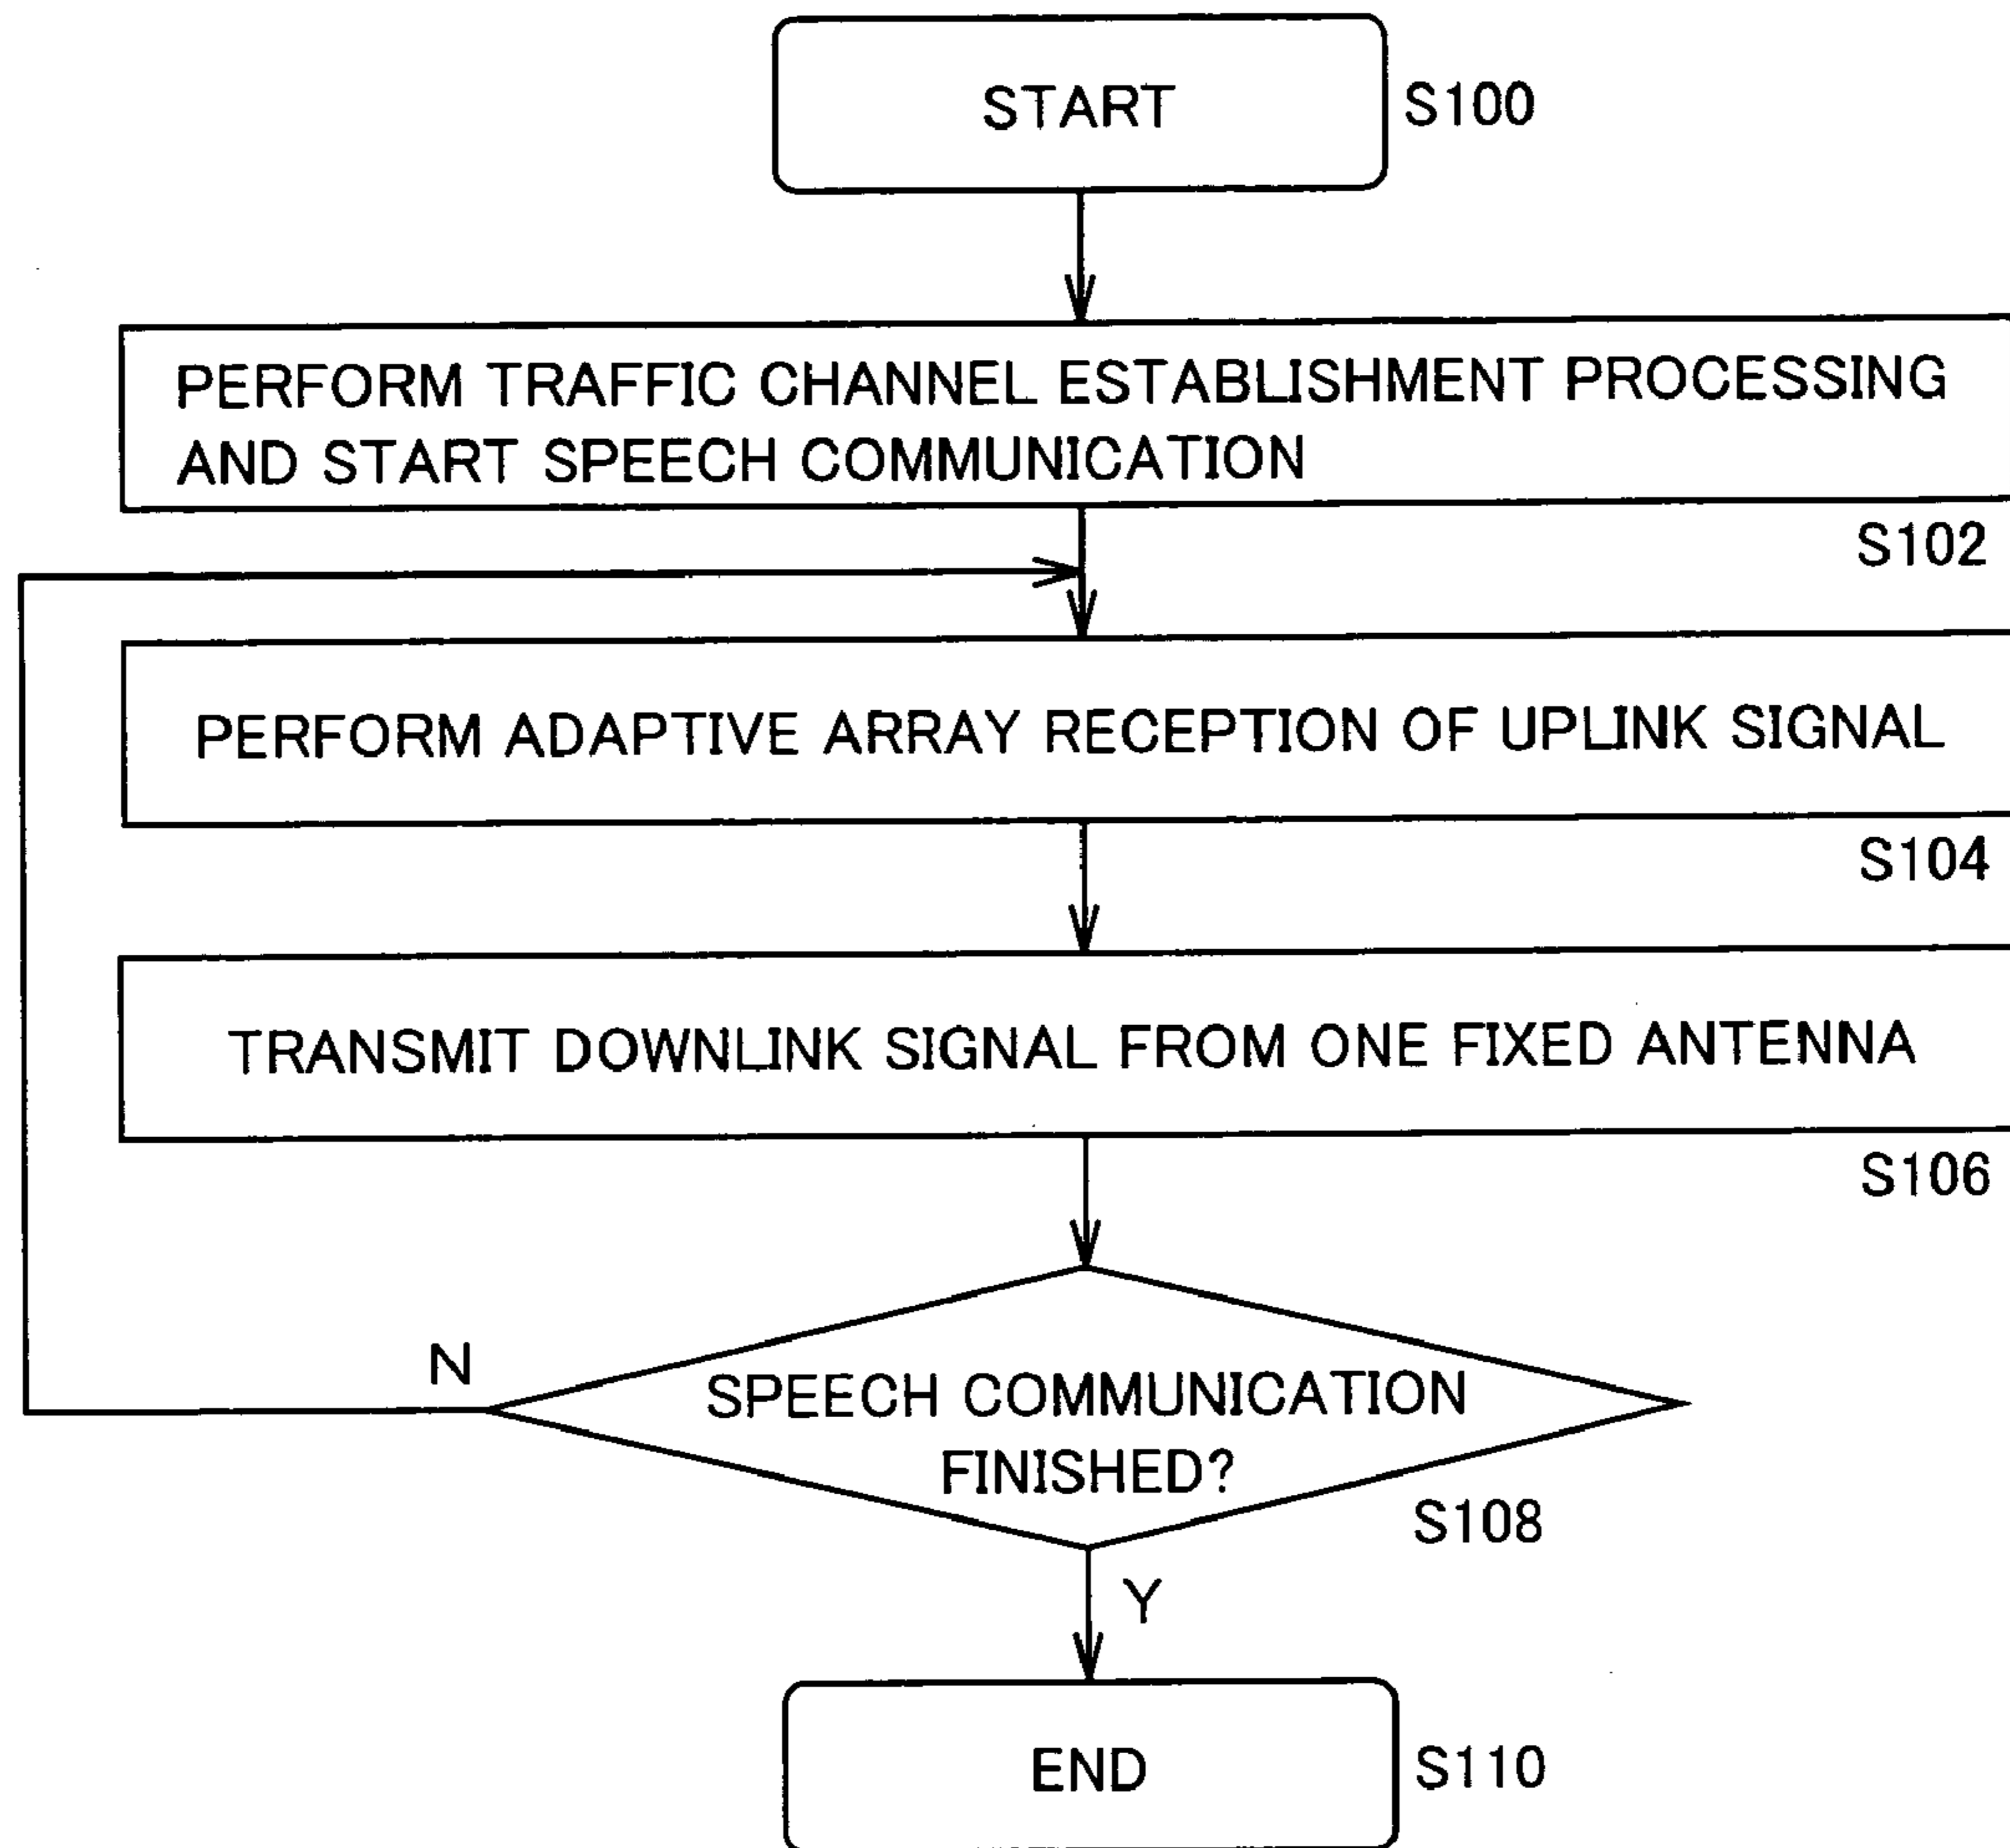 START
S100
PERFORM TRAFFIC CHANNEL ESTABLISHMENT PROCESSING
AND START SPEECH COMMUNICATION
S102
PERFORM ADAPTIVE ARRAY RECEPTION OF UPLINK SIGNAL
S104
TRANSMIT DOWNLINK SIGNAL FROM ONE FIXED ANTENNA
S106
N
SPEECH COMMUNICATION
FINISHED?
S108
Y
END
S110